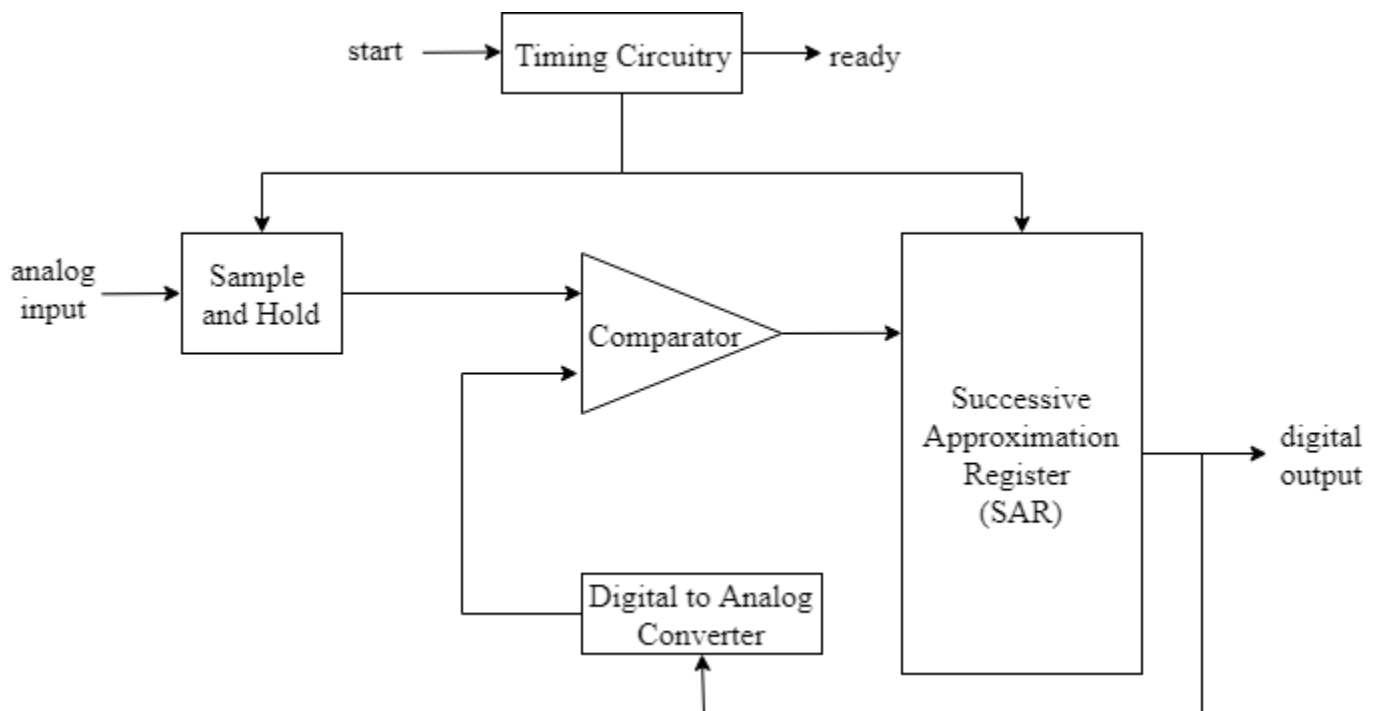 start
Timing Circuitry
ready
analog
input
Sample
and Hold
Comparator
Successive
Approximation
Register
(SAR)
digital
output
Digital to Analog
Converter